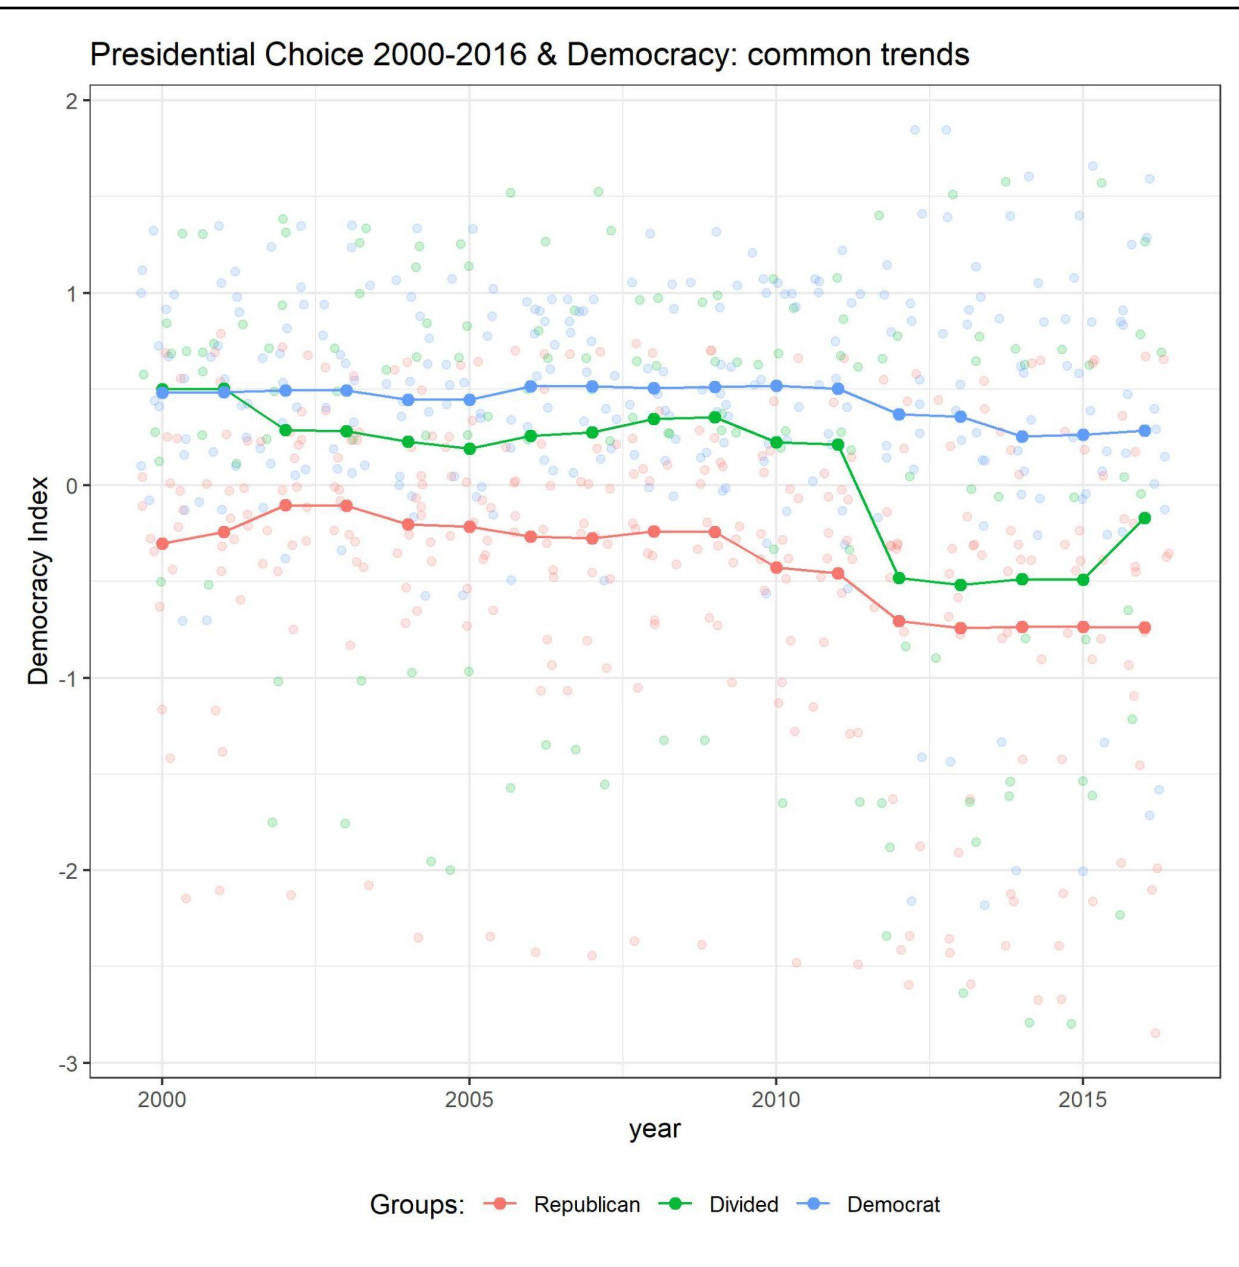 Presidential Choice 2000-2016 & Democracy: common trends
2
1
0
-1
-2
-3
Democracy Index
2000 2005 2010 2015
year
Groups: Republican Divided Democrat